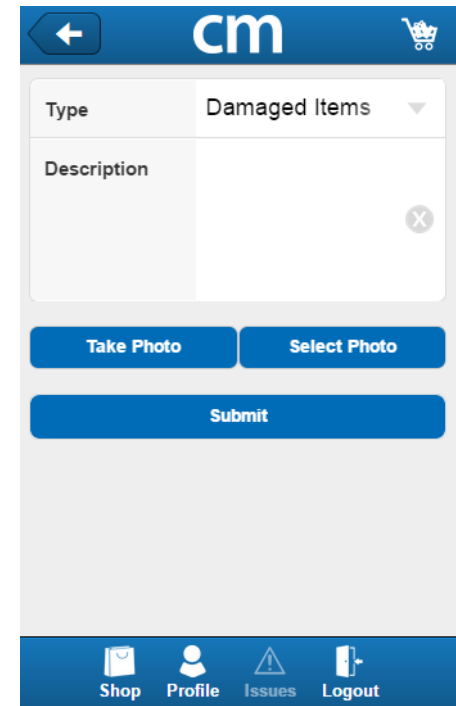 cm
Type Damaged Items
Description
X
Take Photo Select Photo
Submit
Shop Profile Issues Logout